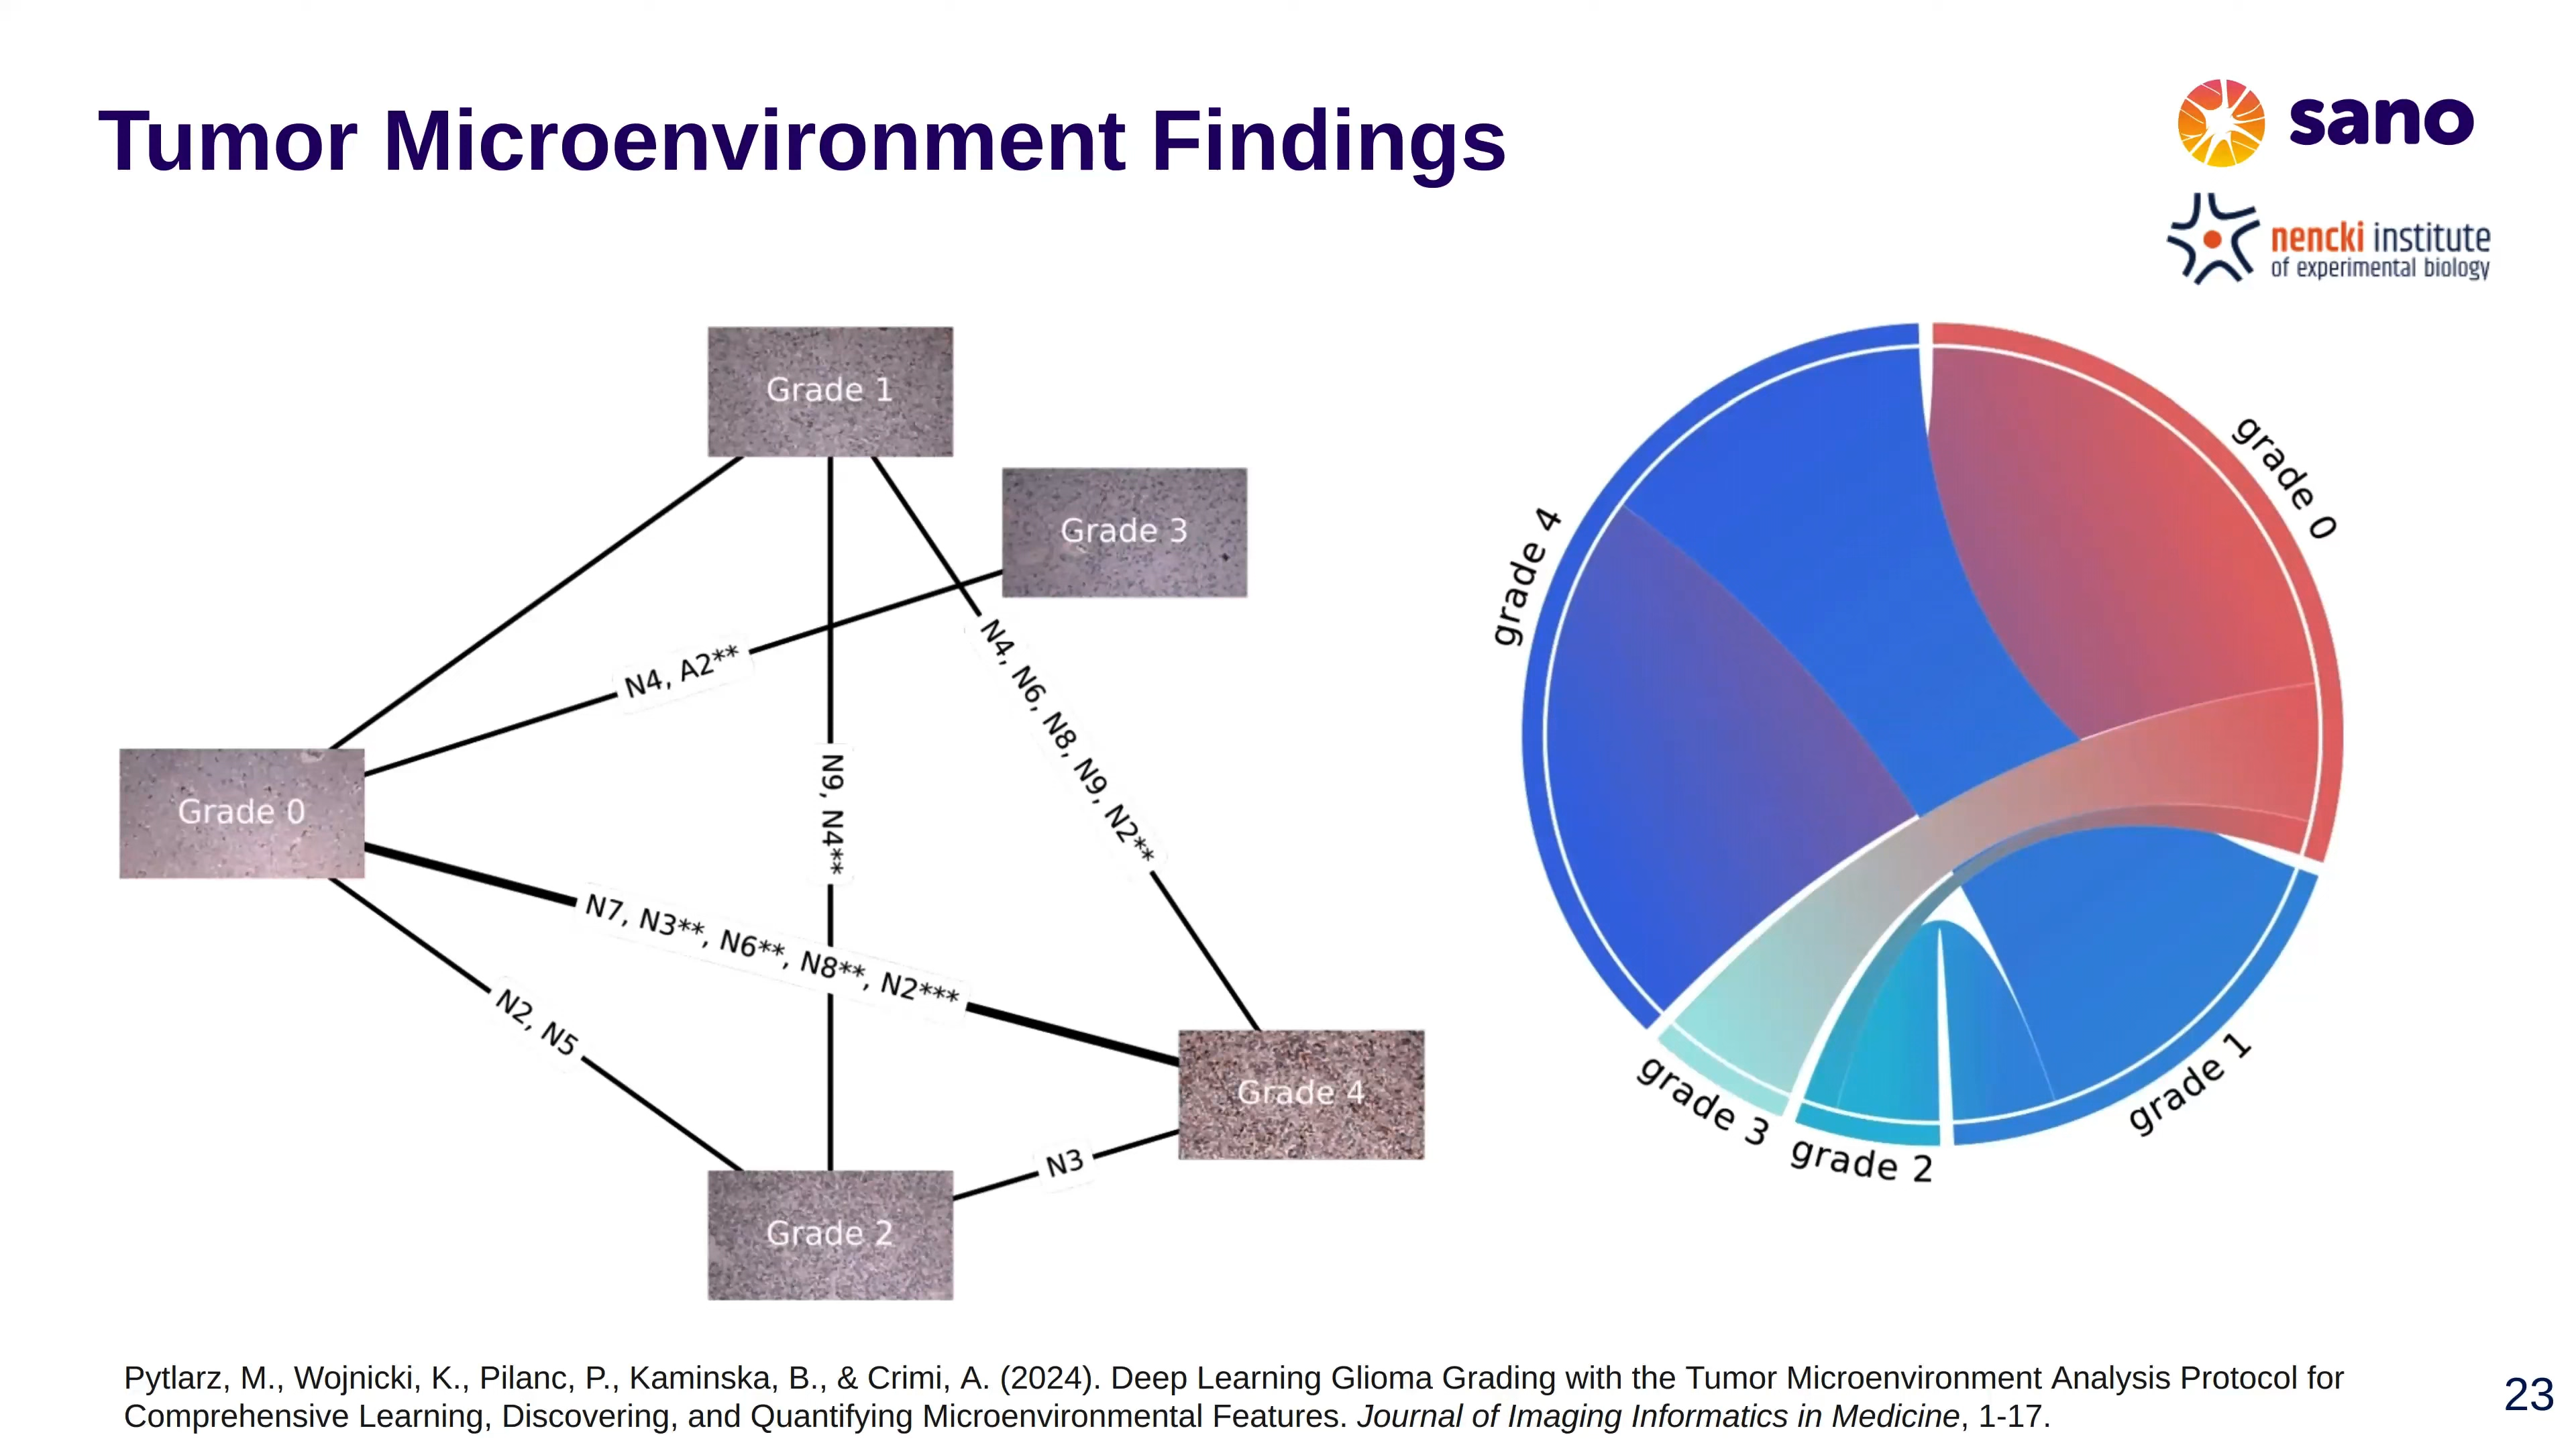 Tumor Microenvironment Findings
sano
nencki institute
of experimental biology
Grade 1
Grade 3
N4, A2**
N4, N6, N8, N9, N2**
Grade 0
N9, N4**
N7, N3**, N6**, N8**, N2***
N2, N5
Grade 4
N3
Grade 2
grade 0
grade 4
grade 1
grade 3
grade 2
Pytlarz, M., Wojnicki, K., Pilanc, P., Kaminska, B., & Crimi, A. (2024). Deep Learning Glioma Grading with the Tumor Microenvironment Analysis Protocol for
Comprehensive Learning, Discovering, and Quantifying Microenvironmental Features. Journal of Imaging Informatics in Medicine, 1-17.
23